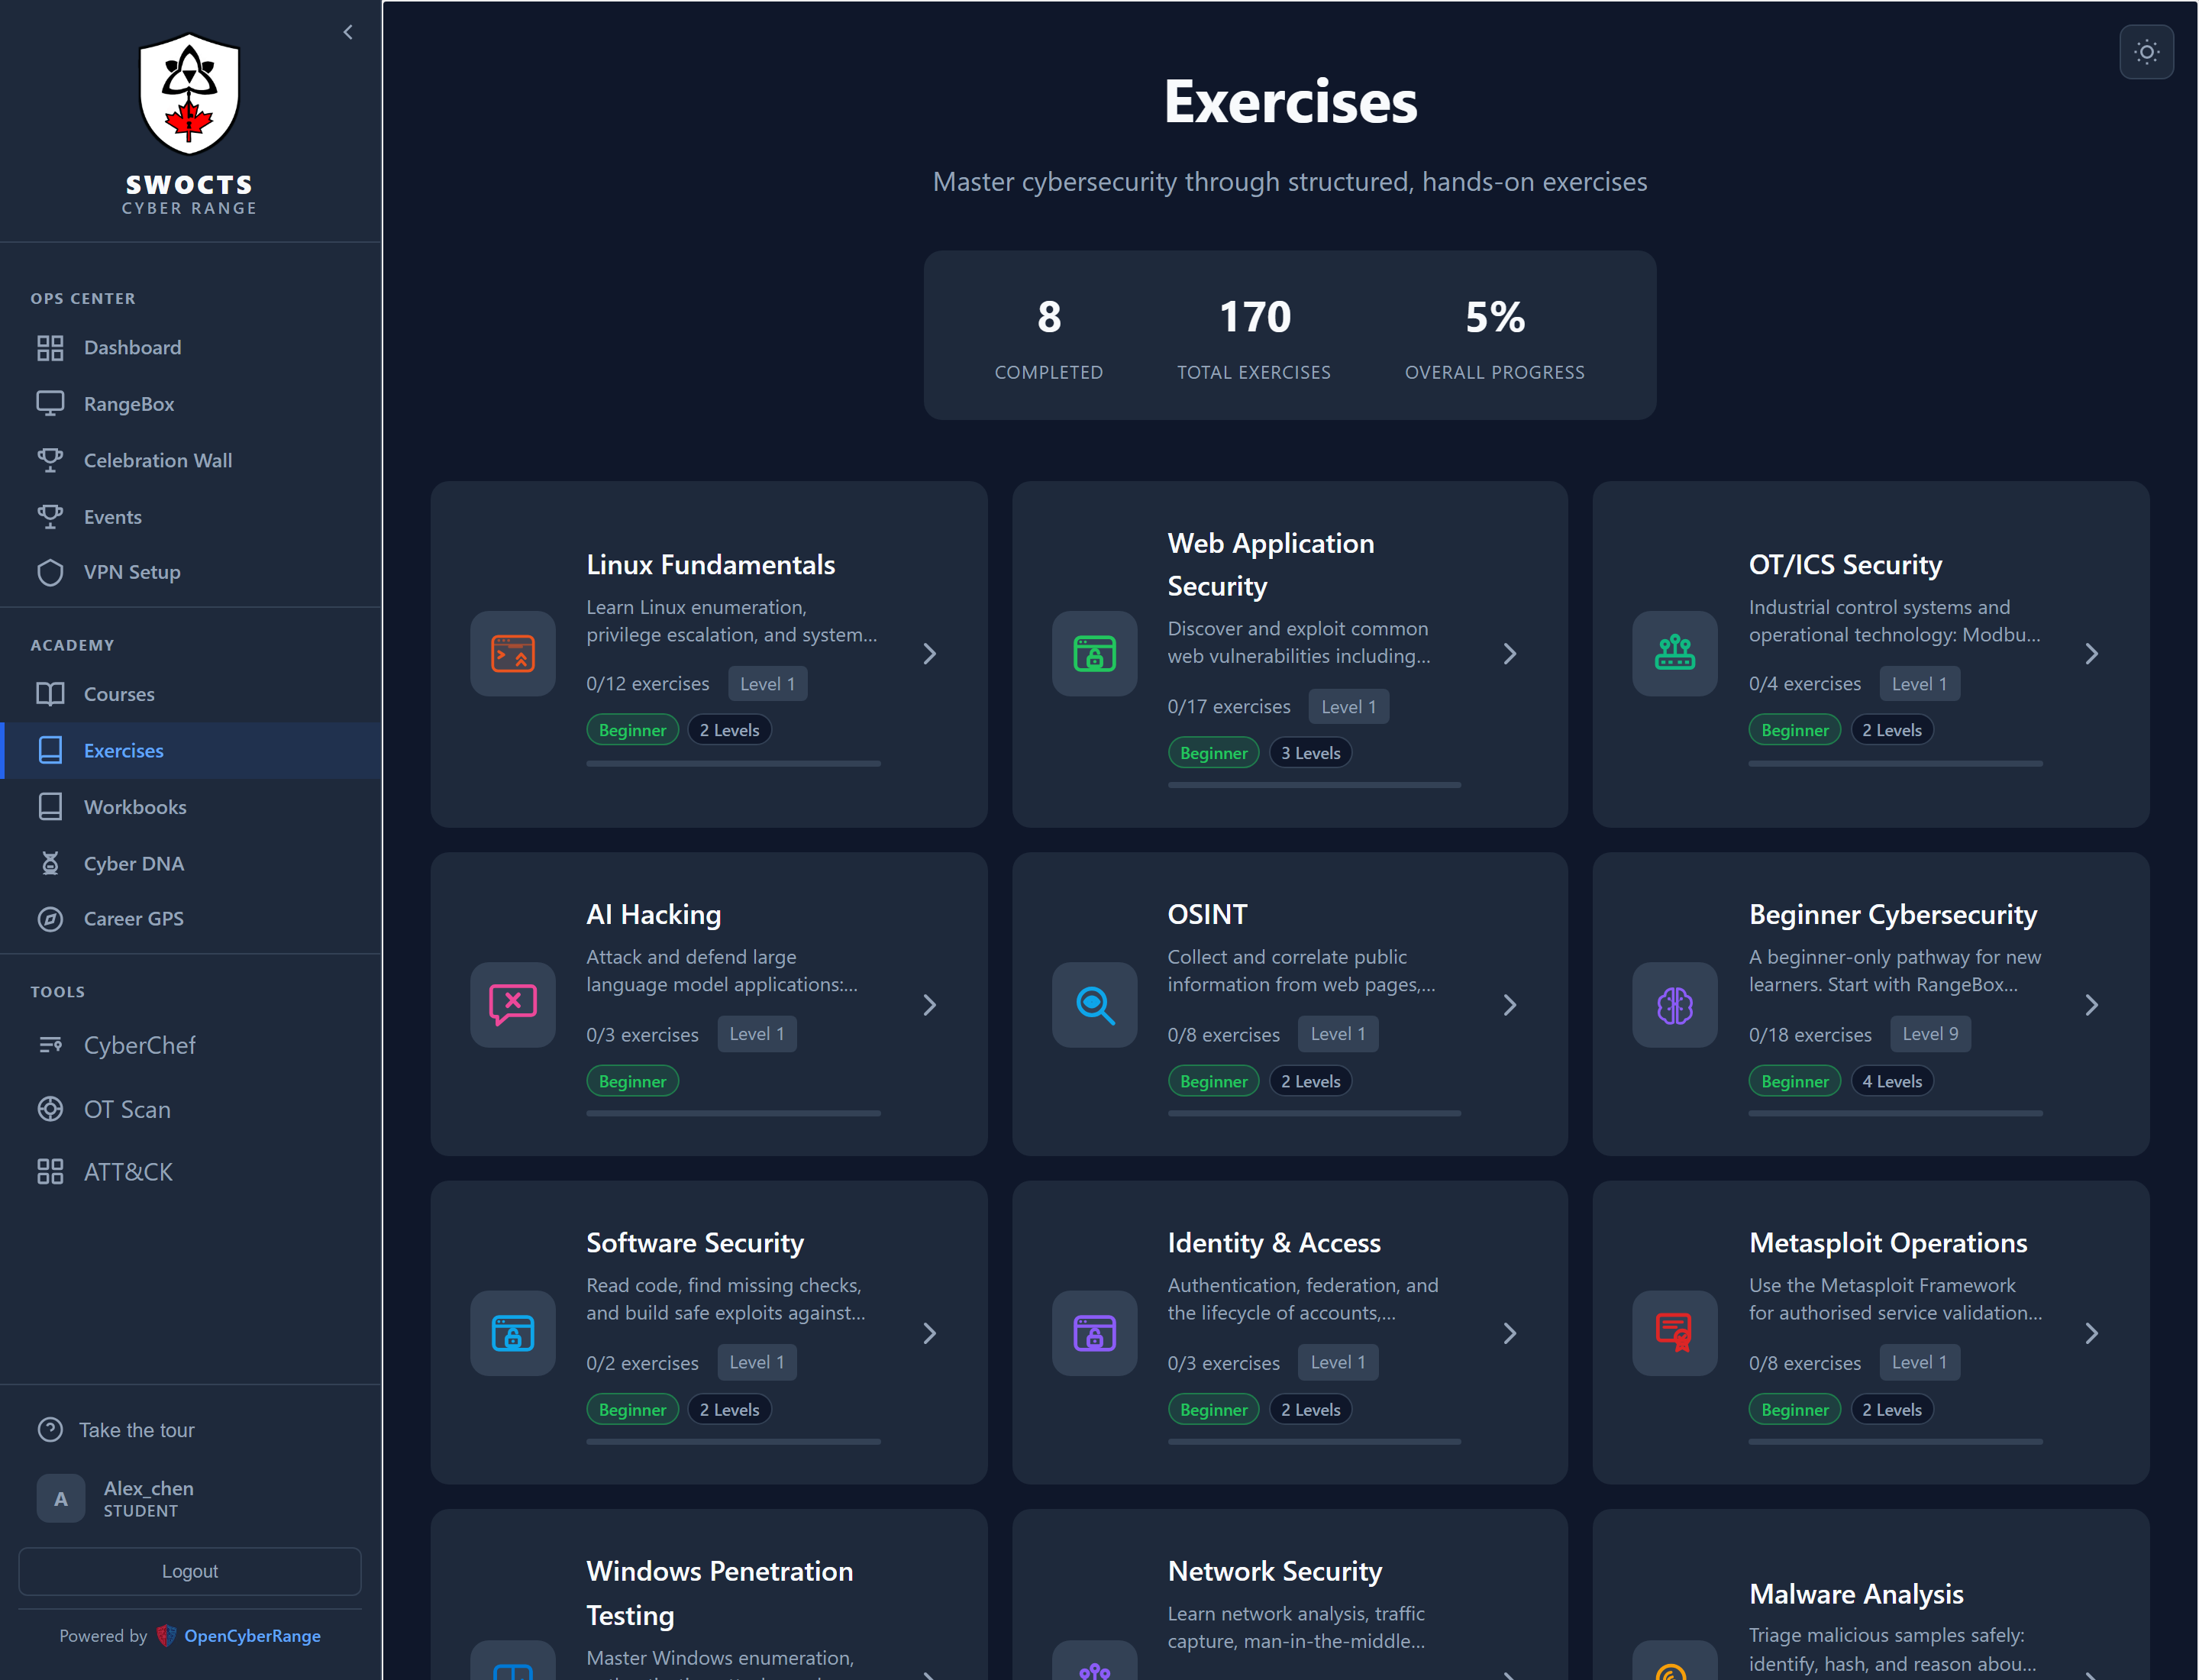 SWOCTS
CYBER RANGE
OPS CENTER
Dashboard
RangeBox
Celebration Wall
Events
VPN Setup
ACADEMY
Courses
Exercises
Workbooks
Cyber DNA
Career GPS
TOOLS
CyberChef
OT Scan
ATT&CK
Take the tour
A
Alex_chen
STUDENT
Logout
Powered by OpenCyberRange
Exercises
Master cybersecurity through structured, hands-on exercises
8
COMPLETED
170
TOTAL EXERCISES
5%
OVERALL PROGRESS
Linux Fundamentals
Learn Linux enumeration,
privilege escalation, and system...
0/12 exercises Level 1
Beginner 2 Levels
Web Application
Security
Discover and exploit common
web vulnerabilities including...
0/17 exercises Level 1
Beginner 3 Levels
OT/ICS Security
Industrial control systems and
operational technology: Modbu...
0/4 exercises Level 1
Beginner 2 Levels
AI Hacking
Attack and defend large
language model applications:...
0/3 exercises Level 1
Beginner
OSINT
Collect and correlate public
information from web pages,...
0/8 exercises Level 1
Beginner 2 Levels
Beginner Cybersecurity
A beginner-only pathway for new
learners. Start with RangeBox...
0/18 exercises Level 9
Beginner 4 Levels
Software Security
Read code, find missing checks,
and build safe exploits against...
0/2 exercises Level 1
Beginner 2 Levels
Identity & Access
Authentication, federation, and
the lifecycle of accounts,...
0/3 exercises Level 1
Beginner 2 Levels
Metasploit Operations
Use the Metasploit Framework
for authorised service validation...
0/8 exercises Level 1
Beginner 2 Levels
Windows Penetration
Testing
Master Windows enumeration,
Network Security
Learn network analysis, traffic
capture, man-in-the-middle...
Malware Analysis
Triage malicious samples safely:
identify, hash, and reason abou...